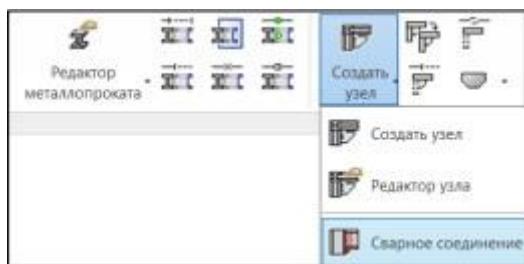 Редактор
металлопроката
Создать
узел
Создать узел
Редактор узла
Сварное соединение